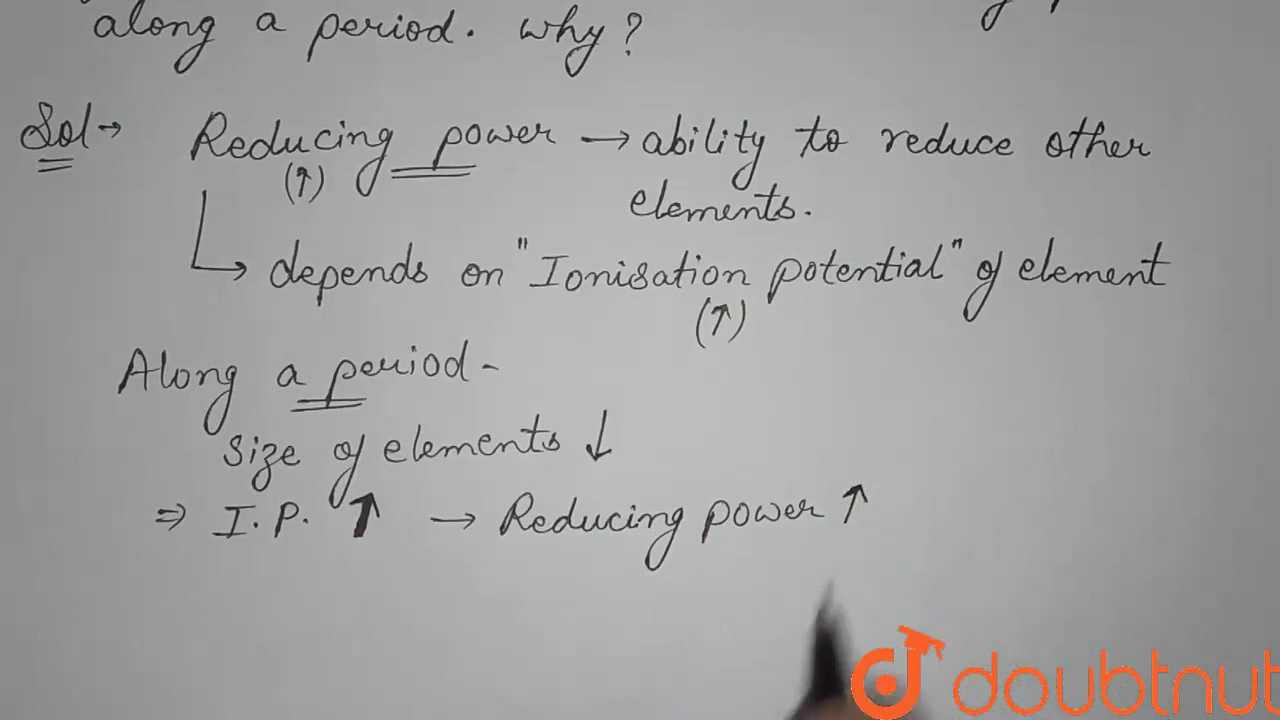 along a period. Why?
Sol → Reducing power → ability to reduce other
(↑)
elements.
↳ depends on "Ionisation potential" of element
(↑)
Along a period -
Size of elements ↓
⇒ I.P. ↑ → Reducing power ↑
doubtnut